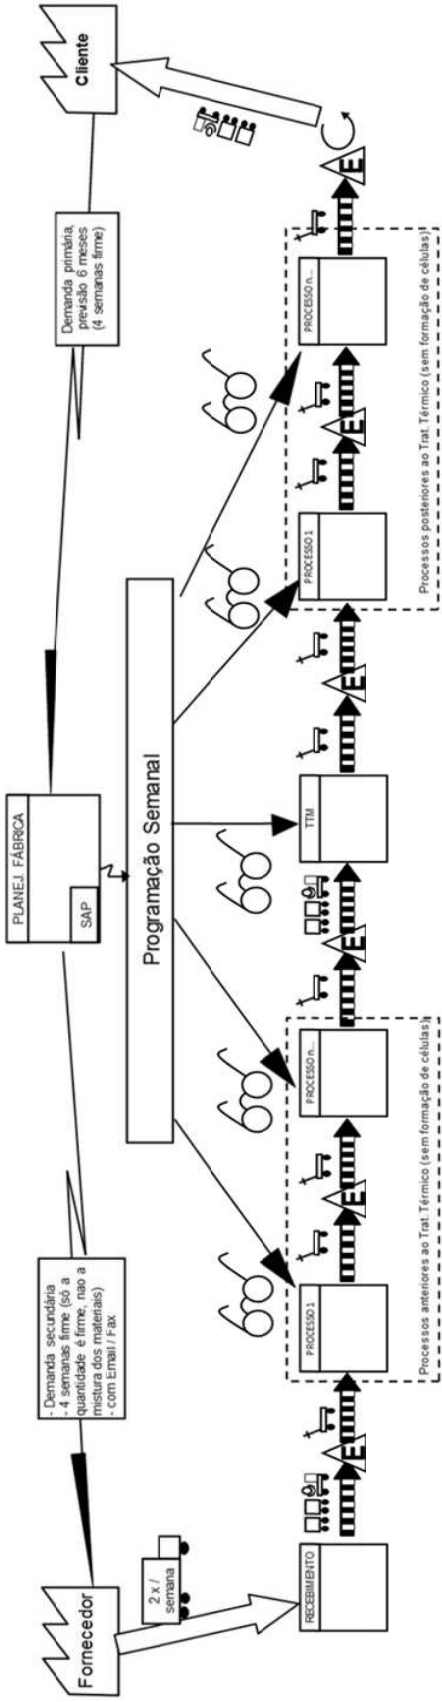 Fornecedor
- Demanda secundária
- 4 semanas firme (só a
quantidade é firme, nao a
mistura dos materiais)
- com Email / Fax
PLANEJ. FÁBRICA
SAP
Demanda primária,
previsão 6 meses
(4 semanas firme)
Cliente
2 x /
semana
Programação Semanal
RECEBIMENTO
E
PROCESSO 1
E
PROCESSO n...
E
TTM
E
PROCESSO 1
E
PROCESSO n...
E
Processos anteriores ao Trat. Térmico (sem formação de células)
Processos posteriores ao Trat. Térmico (sem formação de células)